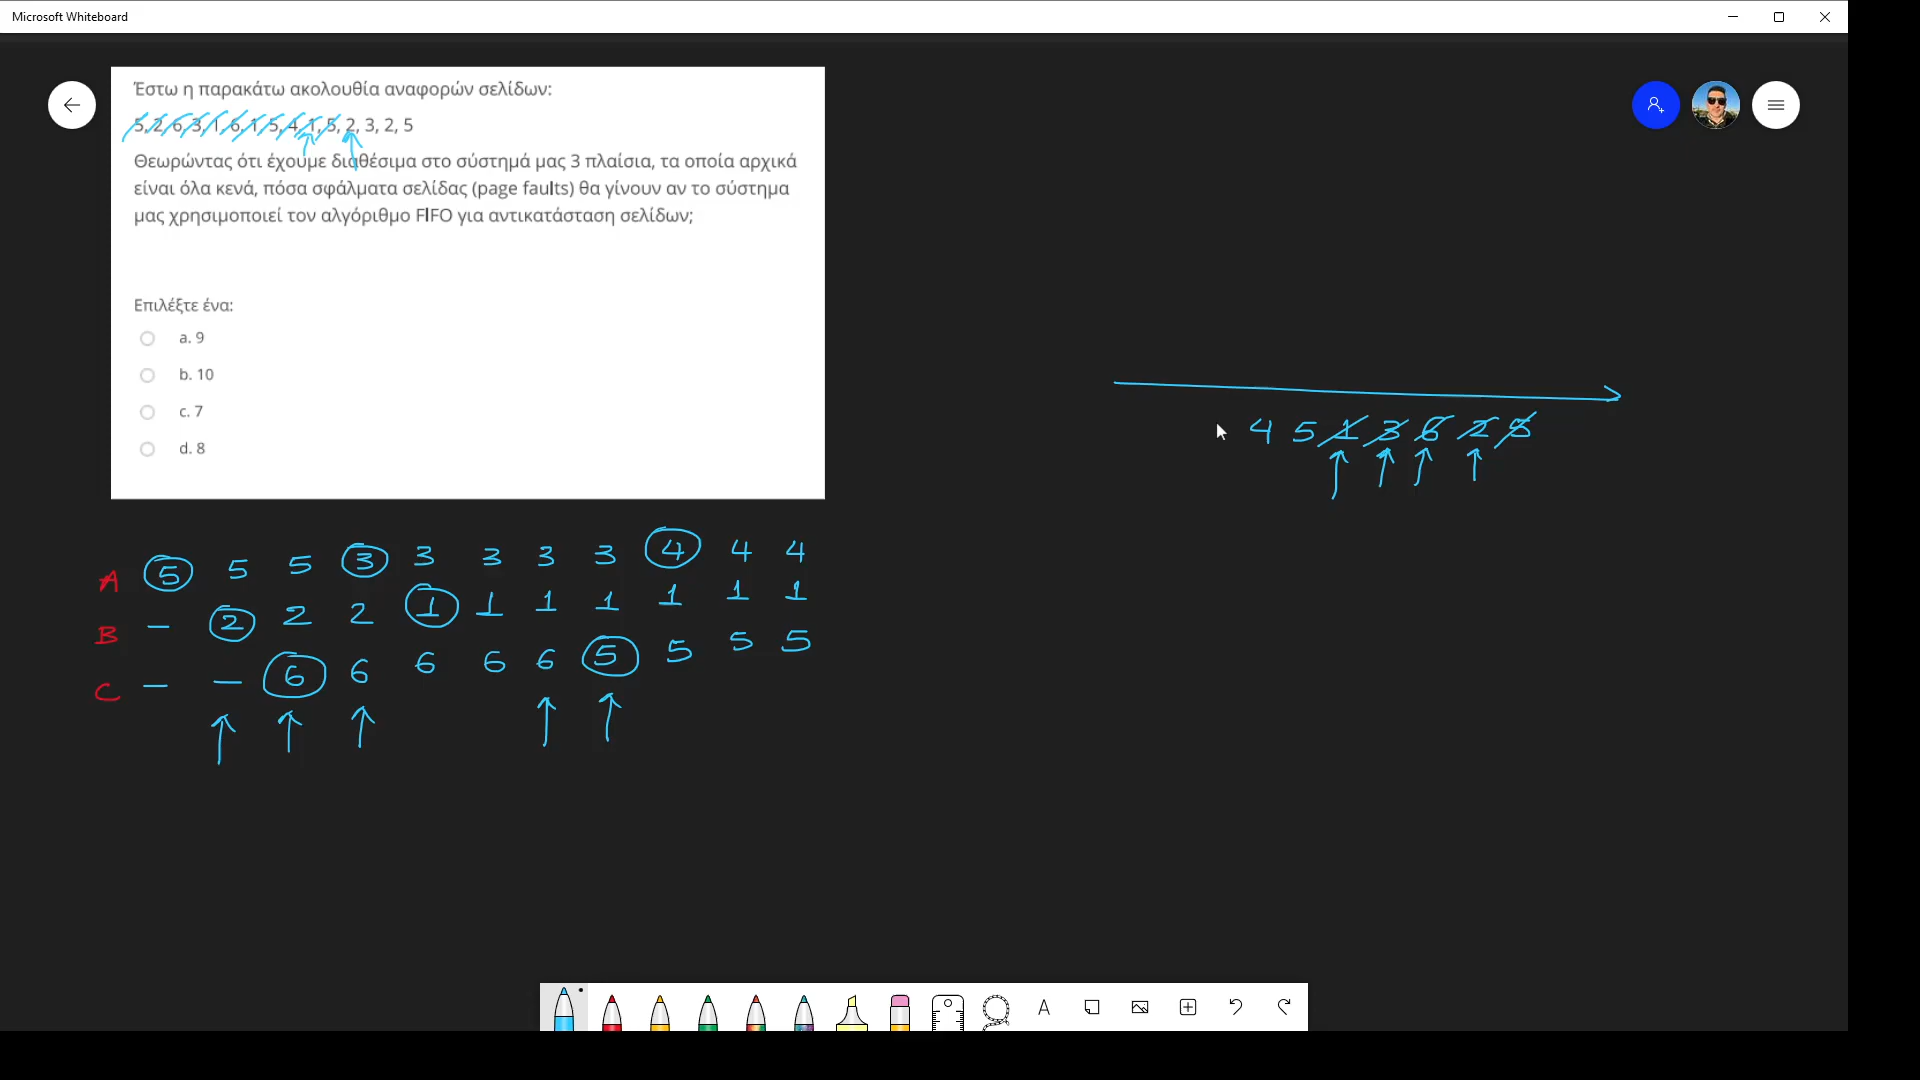 Microsoft Whiteboard
Έστω η παρακάτω ακολουθία αναφορών σελίδων:
5, 2, 6, 3, 1, 6, 1, 5, 4, 1, 5, 2, 3, 2, 5
Θεωρώντας ότι έχουμε διαθέσιμα στο σύστημά μας 3 πλαίσια, τα οποία αρχικά
είναι όλα κενά, πόσα σφάλματα σελίδας (page faults) θα γίνουν αν το σύστημα
μας χρησιμοποιεί τον αλγόριθμο FIFO για αντικατάσταση σελίδων;
Επιλέξτε ένα:
a. 9
b. 10
c. 7
d. 8
4 5 1 3 6 2 5
A 5 5 5 3 3 3 3 3 4 4 4
B - 2 2 2 1 1 1 1 1 1 1
C - - 6 6 6 6 6 5 5 5 5
A